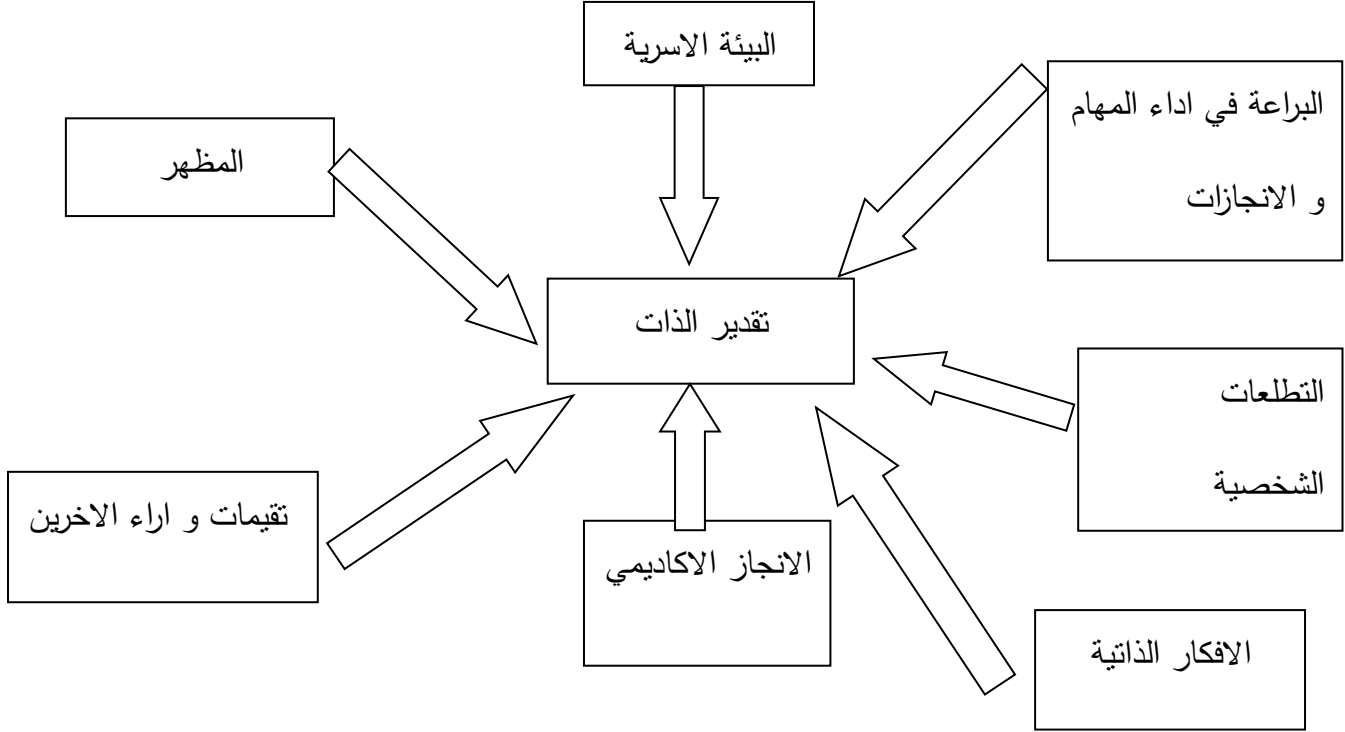 البيئة الاسرية
البراعة في اداء المهام
و الانجازات
المظهر
تقدير الذات
التطلعات
الشخصية
تقيمات و اراء الاخرين
الانجاز الاكاديمي
الافكار الذاتية